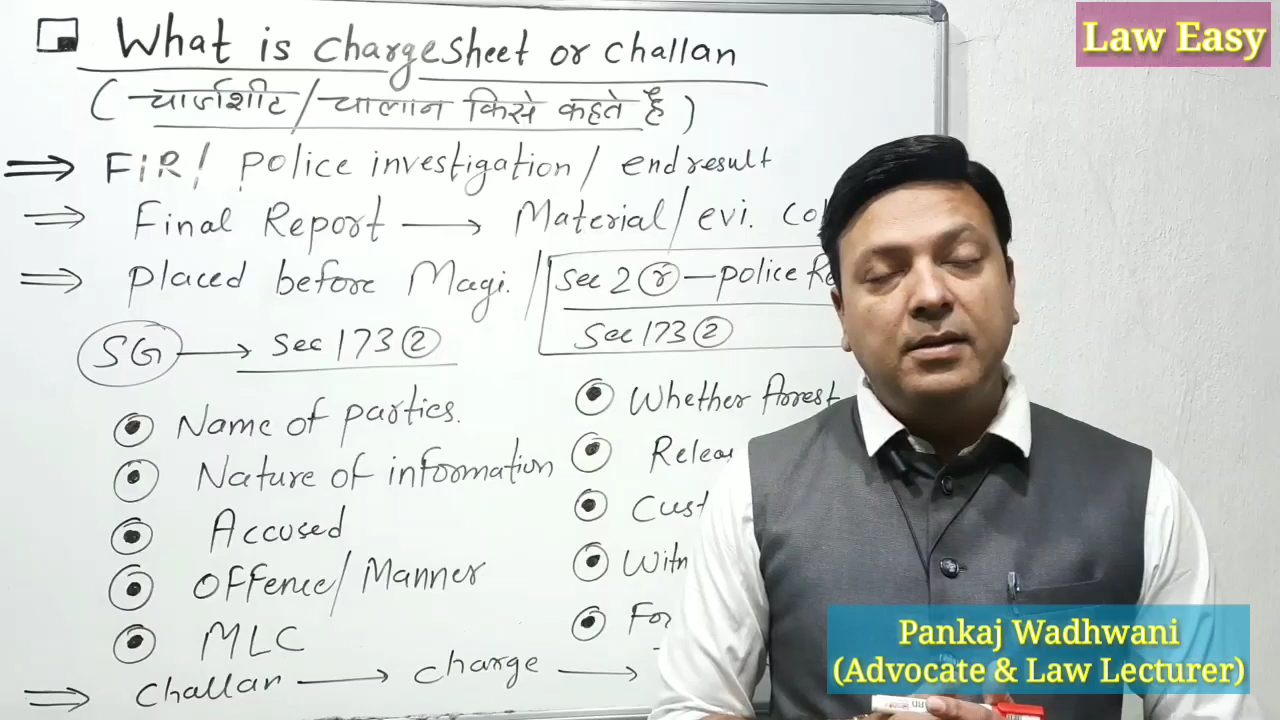 Law Easy
What is chargesheet or challan
(चार्जशीट/चालान किसे कहते है)
⇒ FIR! Police investigation/ end result
⇒ Final Report → Material/evi.
⇒ placed before Magi. / Sec 2 (r) – police
Sec 173 (2)
SG → Sec 173 (2)
Name of parties.
Nature of information
Accused
Offence/Manner
MLC
Whether Arrest
⇒ challan → charge →
Pankaj Wadhwani
(Advocate & Law Lecturer)